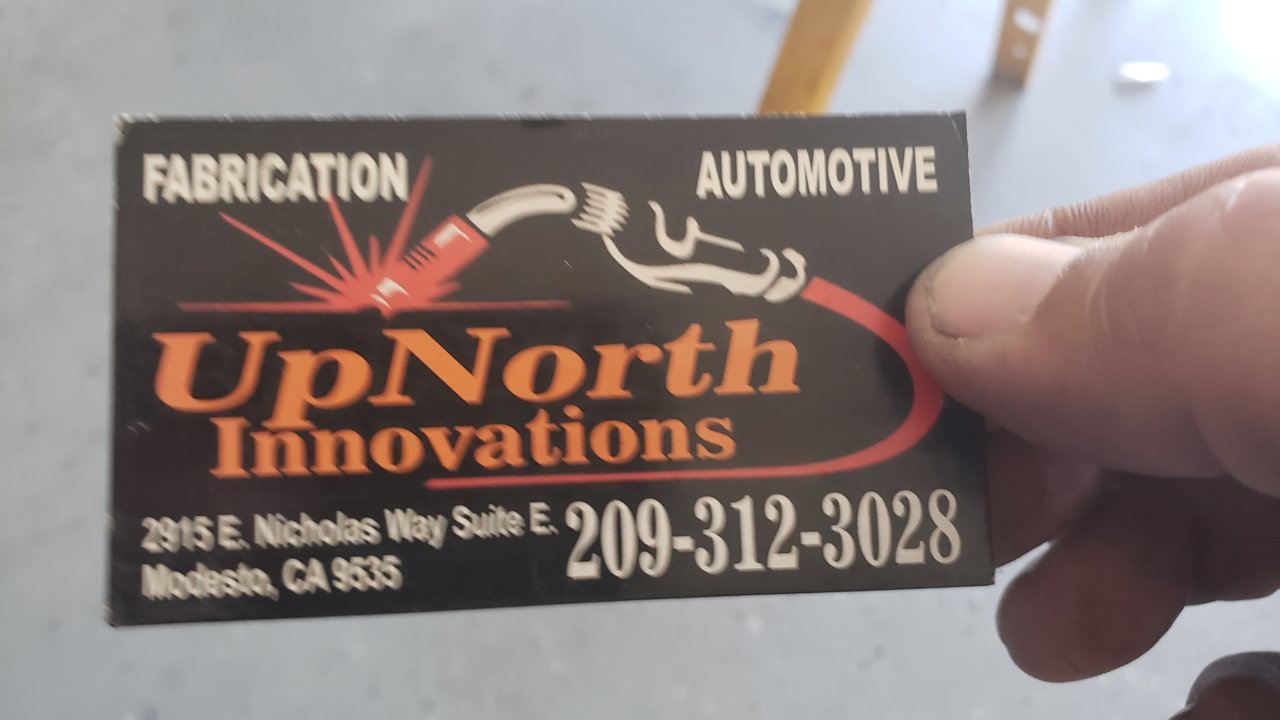 FABRICATION
AUTOMOTIVE
UpNorth
Innovations
2915 E. Nicholas Way Suite E.
Modesto, CA 9535
209-312-3028